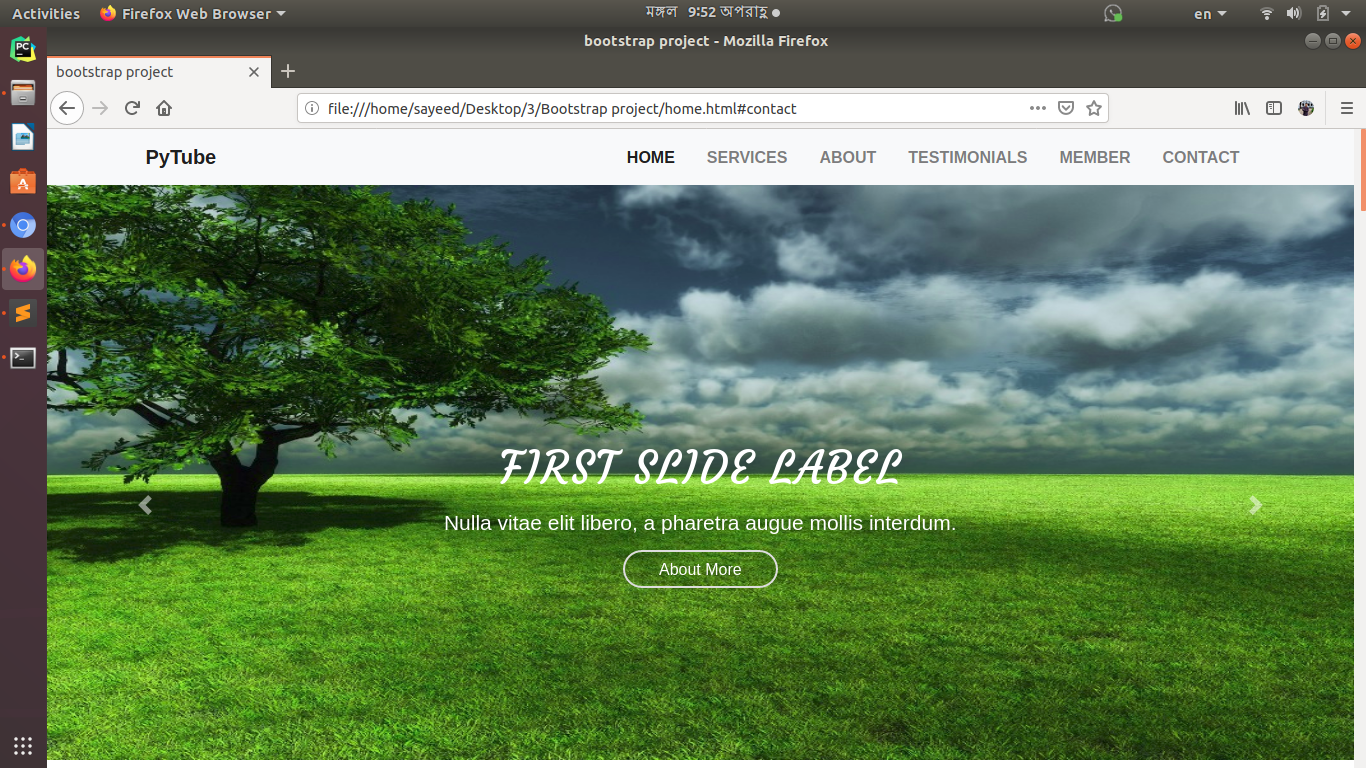 Activities Firefox Web Browser মঙ্গল 9:52 অপরাহ্ণ en
bootstrap project - Mozilla Firefox
bootstrap project
file:///home/sayeed/Desktop/3/Bootstrap project/home.html#contact
PyTube HOME SERVICES ABOUT TESTIMONIALS MEMBER CONTACT
FIRST SLIDE LABEL
Nulla vitae elit libero, a pharetra augue mollis interdum.
About More